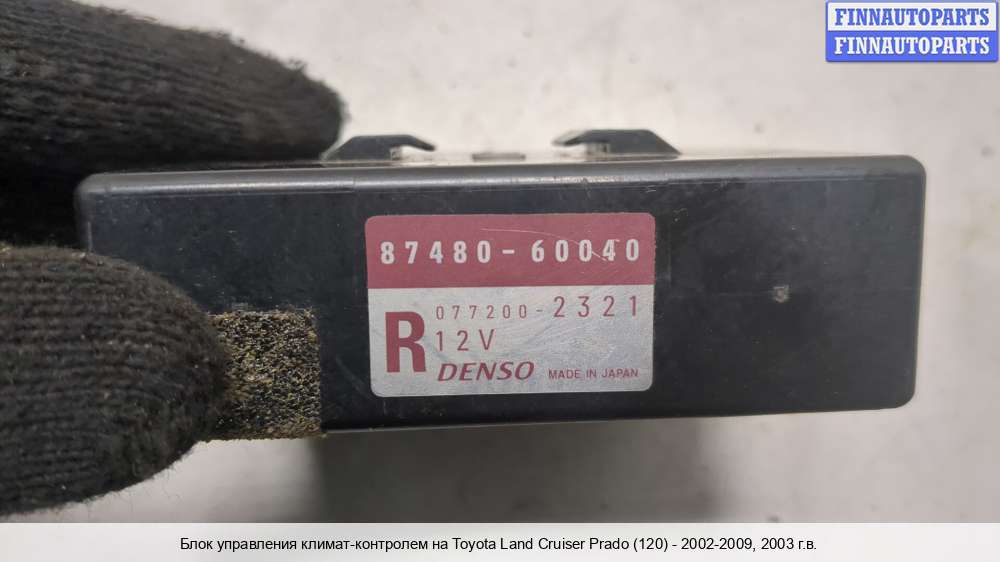 FINNAUTOPARTS
FINNAUTOPARTS
87480-60040
077200-2321
R 12V
DENSO MADE IN JAPAN
Блок управления климат-контролем на Toyota Land Cruiser Prado (120) - 2002-2009, 2003 г.в.